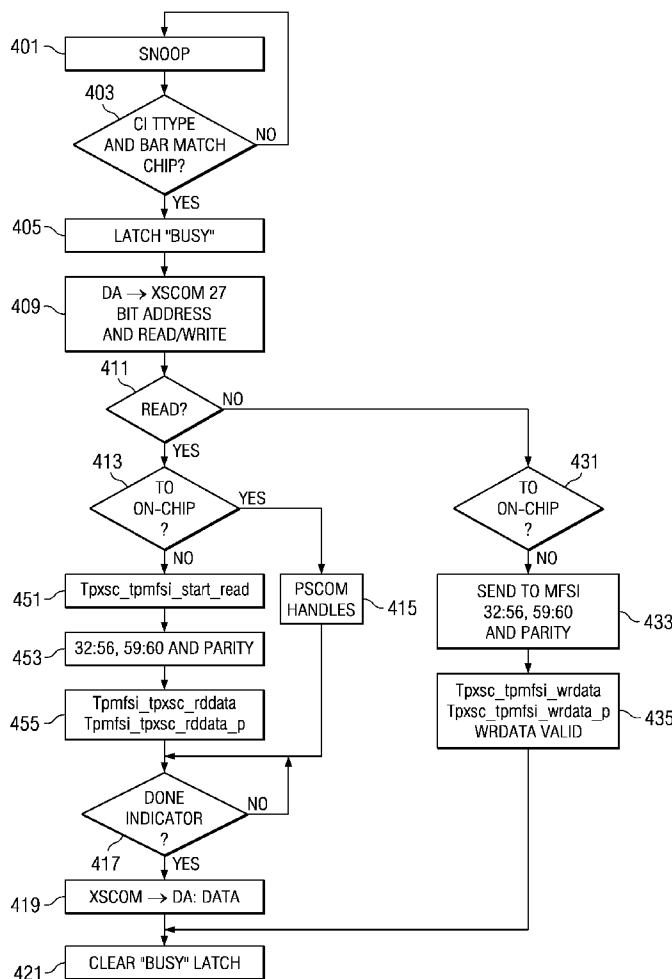 401
SNOOP
403
CI TTYPE
AND BAR MATCH
CHIP?
NO
YES
405
LATCH "BUSY"
409
DA → XSCOM 27
BIT ADDRESS
AND READ/WRITE
411
READ?
NO
YES
413
TO
ON-CHIP
?
YES
NO
431
TO
ON-CHIP
?
NO
451
Tpxsc_tpmfsi_start_read
PSCOM
HANDLES
415
SEND TO MFSI
32:56, 59:60
AND PARITY
433
453
32:56, 59:60 AND PARITY
455
Tpmfsi_tpxsc_rddata
Tpmfsi_tpxsc_rddata_p
Tpxsc_tpmfsi_wrdata
Tpxsc_tpmfsi_wrdata_p
WRDATA VALID
435
DONE
INDICATOR
?
NO
417
YES
419
XSCOM → DA: DATA
421
CLEAR "BUSY" LATCH